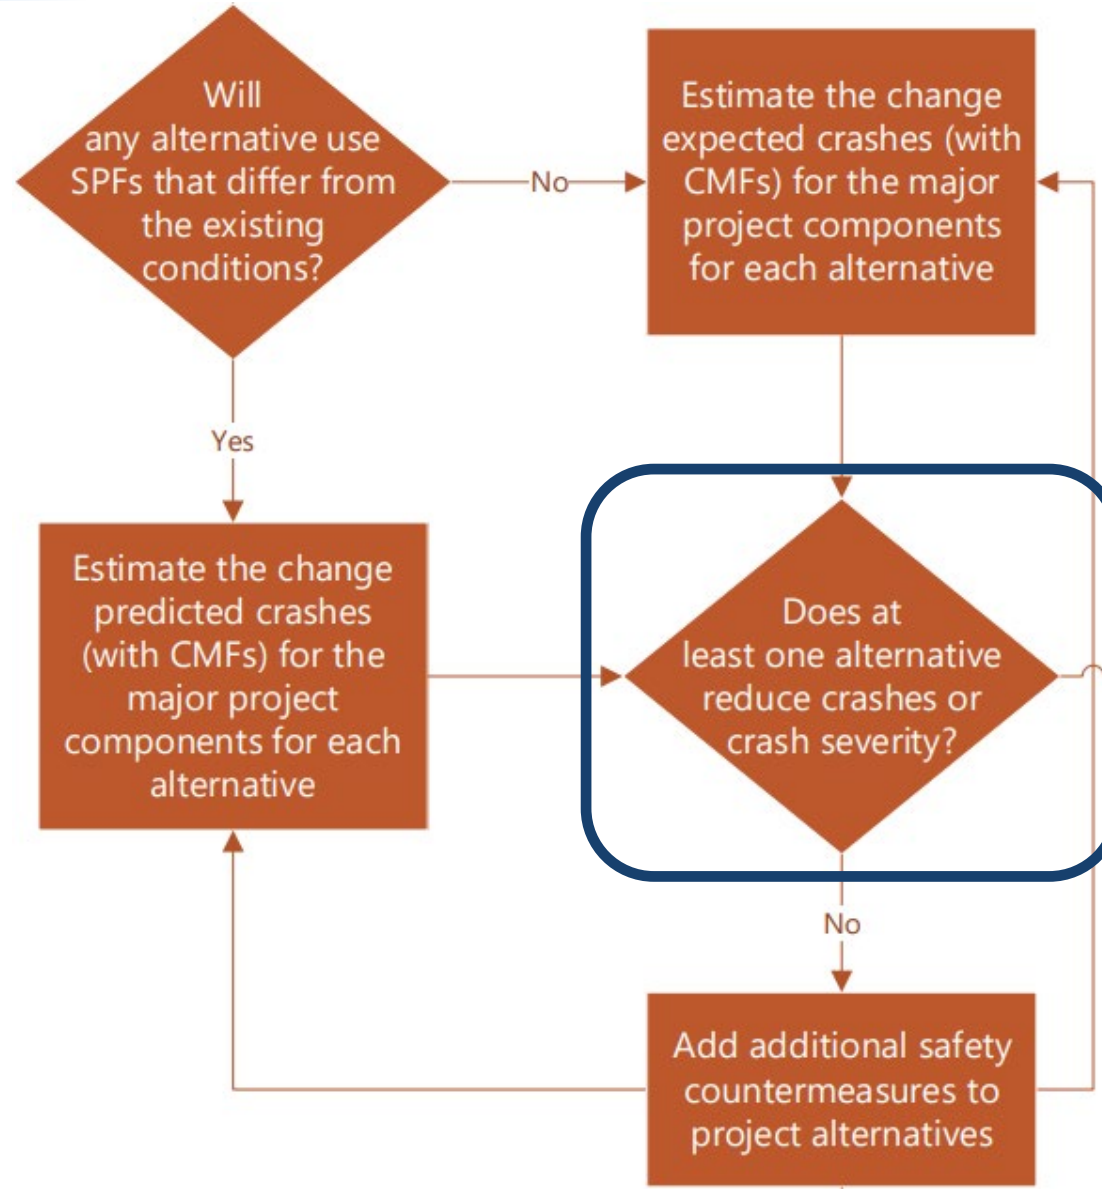 Will
any alternative use
SPFs that differ from
the existing
conditions?
No
Estimate the change
expected crashes (with
CMFs) for the major
project components
for each alternative
Yes
Estimate the change
predicted crashes
(with CMFs) for the
major project
components for each
alternative
Does at
least one alternative
reduce crashes or
crash severity?
No
Add additional safety
countermeasures to
project alternatives